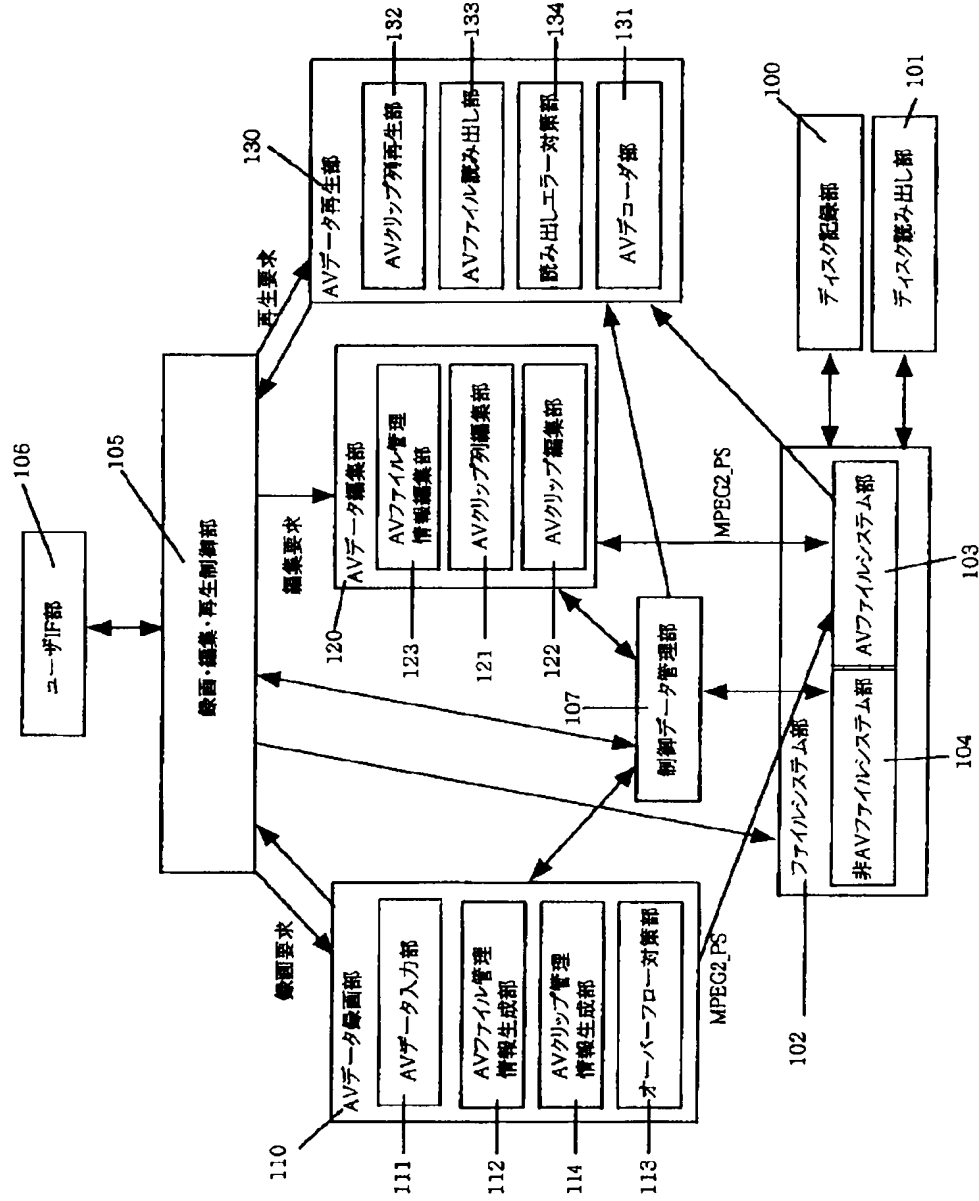 106
ユーザIF部
105
録画・編集・再生制御部
録画要求
編集要求
再生要求
110
AVデータ録画部
111
AVデータ入力部
112
AVファイル管理
情報生成部
114
AVクリップ管理
情報生成部
113
オーバーフロー対策部
MPEG2_PS
120
AVデータ編集部
123
AVファイル管理
情報編集部
121
AVクリップ列編集部
122
AVクリップ編集部
MPEG2_PS
130
AVデータ再生部
132
AVクリップ列再生部
133
AVファイル読み出し部
134
読み出しエラー対策部
131
AVデコーダ部
107
制御データ管理部
102
ファイルシステム部
非AVファイルシステム部
104
AVファイルシステム部
103
100
ディスク記録部
101
ディスク読み出し部